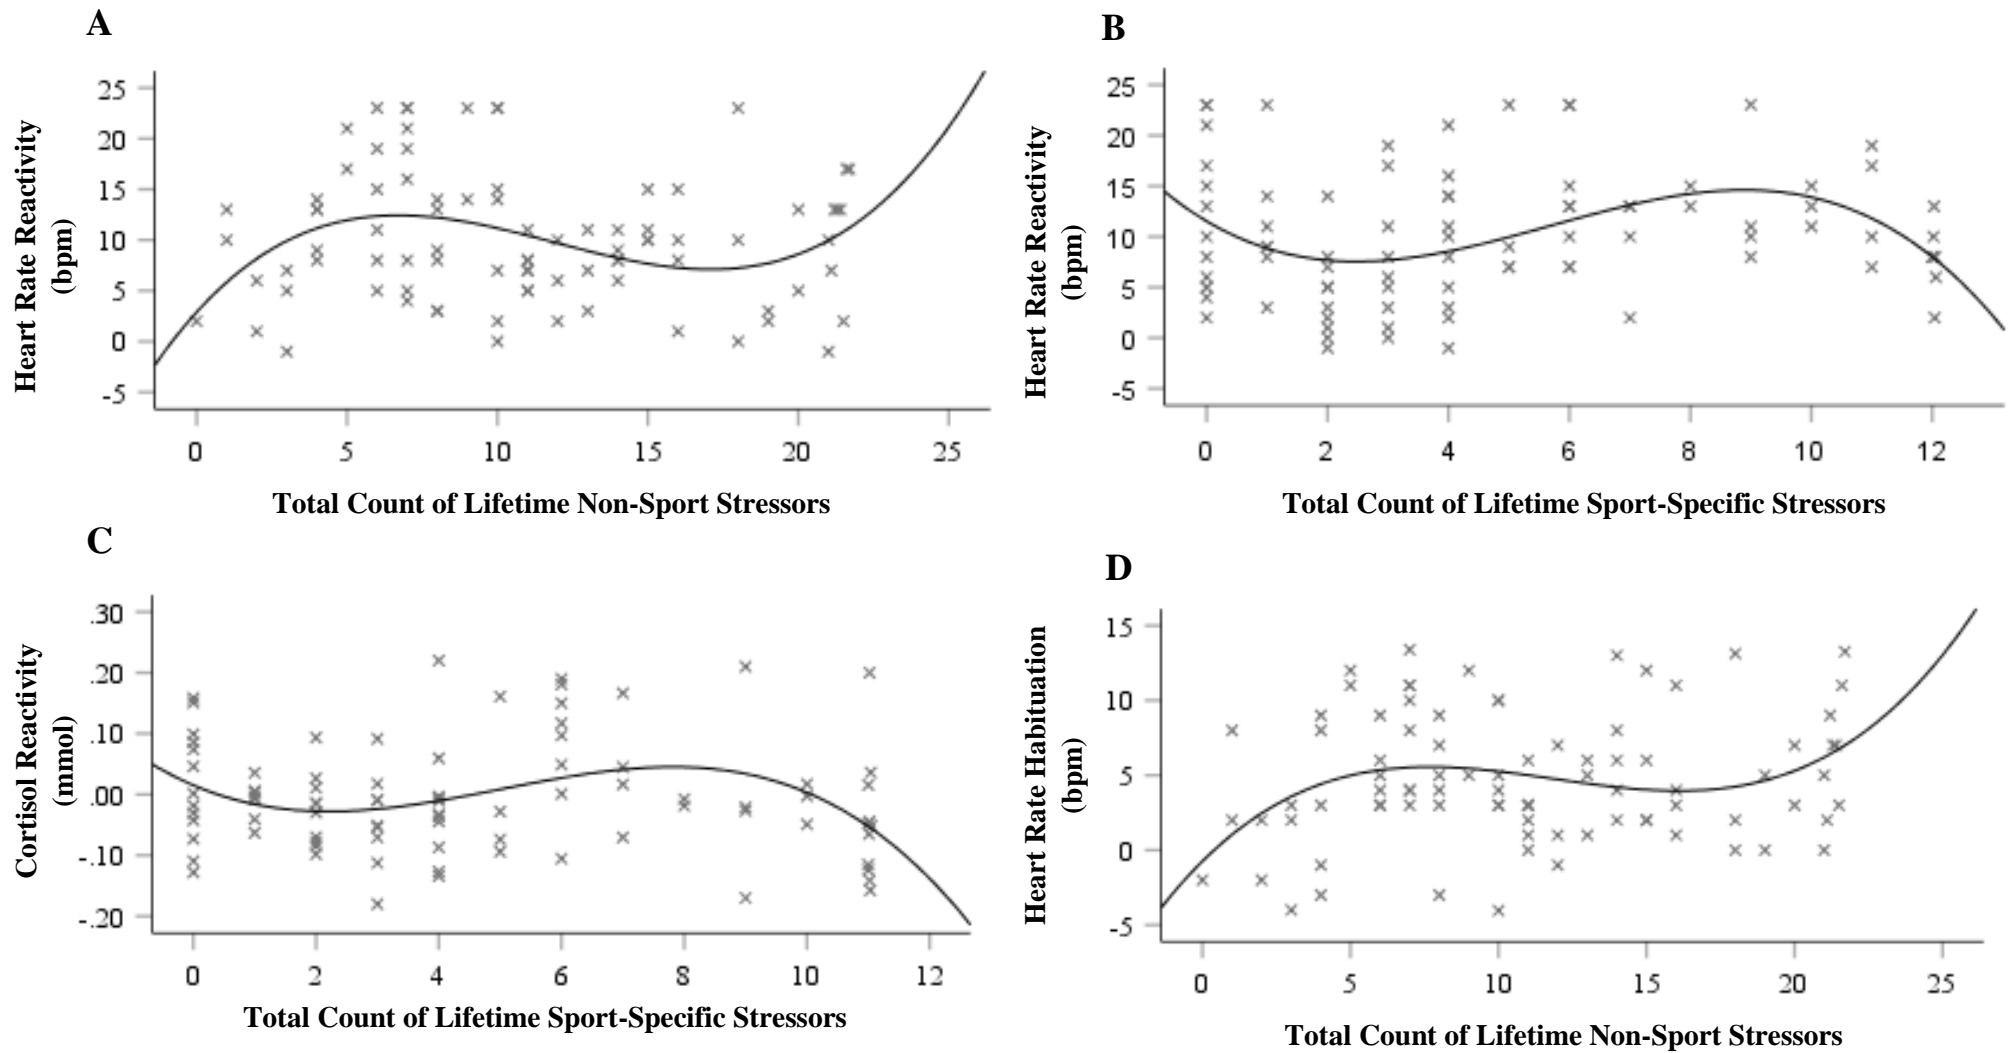 A
Heart Rate Reactivity
(bpm)
25
20
15
10
5
0
-5
0 5 10 15 20 25
Total Count of Lifetime Non-Sport Stressors
B
Heart Rate Reactivity
(bpm)
25
20
15
10
5
0
-5
0 2 4 6 8 10 12
Total Count of Lifetime Sport-Specific Stressors
C
Cortisol Reactivity
(mmol)
.30
.20
.10
.00
-.10
-.20
0 2 4 6 8 10 12
Total Count of Lifetime Sport-Specific Stressors
D
Heart Rate Habituation
(bpm)
15
10
5
0
-5
0 5 10 15 20 25
Total Count of Lifetime Non-Sport Stressors